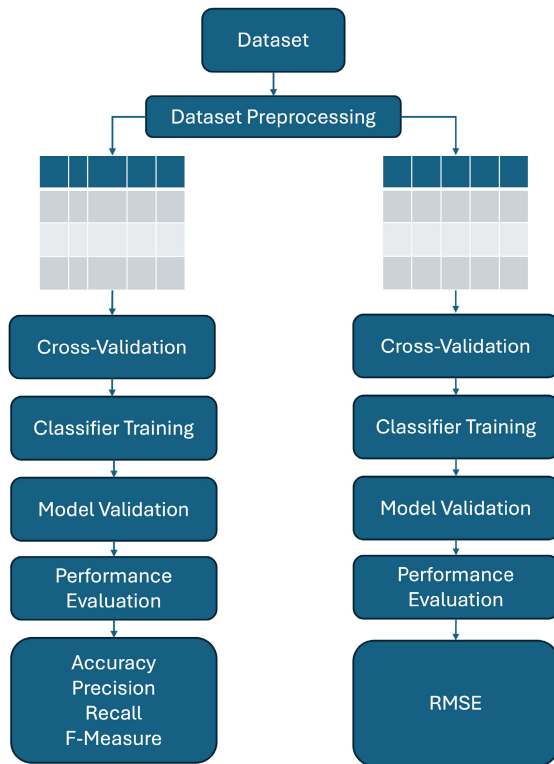 Dataset
Dataset Preprocessing
Cross-Validation
Classifier Training
Model Validation
Performance
Evaluation
Accuracy
Precision
Recall
F-Measure
Cross-Validation
Classifier Training
Model Validation
Performance
Evaluation
RMSE